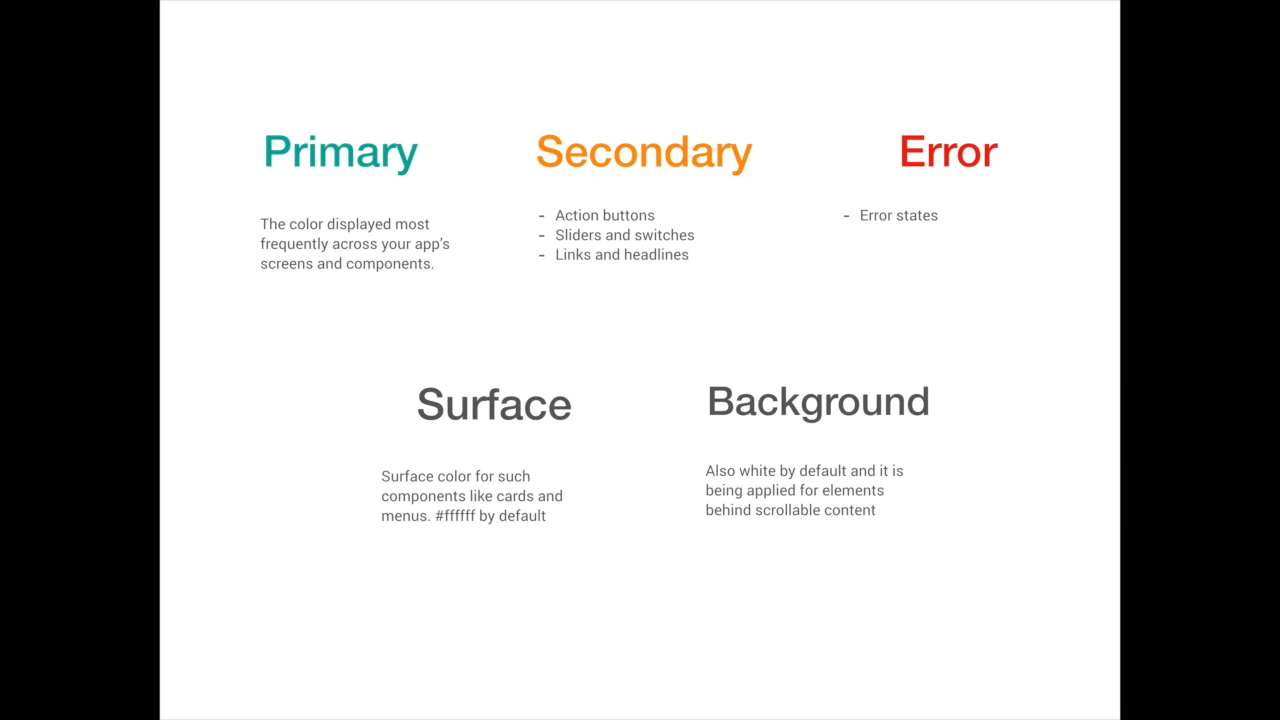 Primary
The color displayed most
frequently across your app's
screens and components.
Secondary
- Action buttons
- Sliders and switches
- Links and headlines
Error
- Error states
Surface
Surface color for such
components like cards and
menus. #ffffff by default
Background
Also white by default and it is
being applied for elements
behind scrollable content